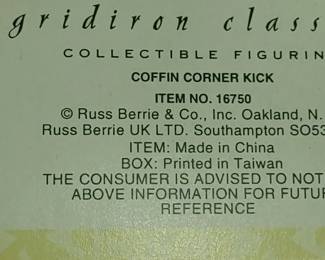 gridiron class
COLLECTIBLE FIGURIN
COFFIN CORNER KICK
ITEM NO. 16750
© Russ Berrie & Co., Inc. Oakland, N.
Russ Berrie UK LTD. Southampton SO53
ITEM: Made in China
BOX: Printed in Taiwan
THE CONSUMER IS ADVISED TO NOT
ABOVE INFORMATION FOR FUTUR
REFERENCE